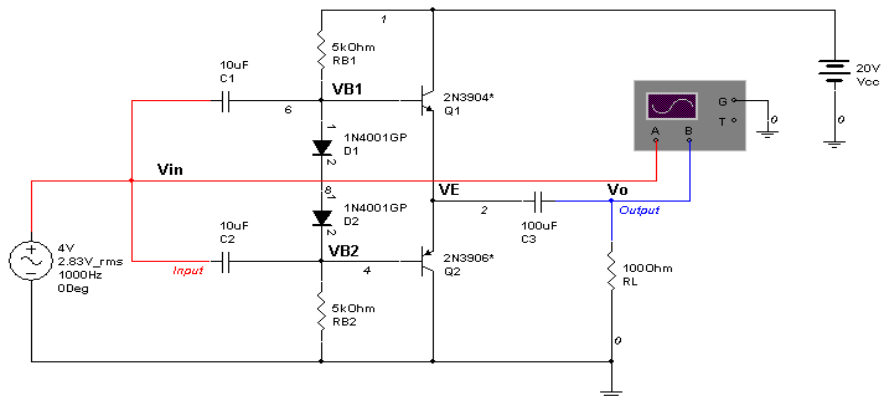 1
5kOhm
RB1
10uF
C1
VB1
6
2N3904*
Q1
20V
Vcc
0
G
T
A
B
0
1
1N4001GP
D1
2
Vin
8
1
1N4001GP
D2
2
VE
2
100uF
C3
Vo
Output
10uF
C2
Input
VB2
4
2N3906*
Q2
4V
2.83V_rms
1000Hz
0Deg
5kOhm
RB2
100Ohm
RL
0